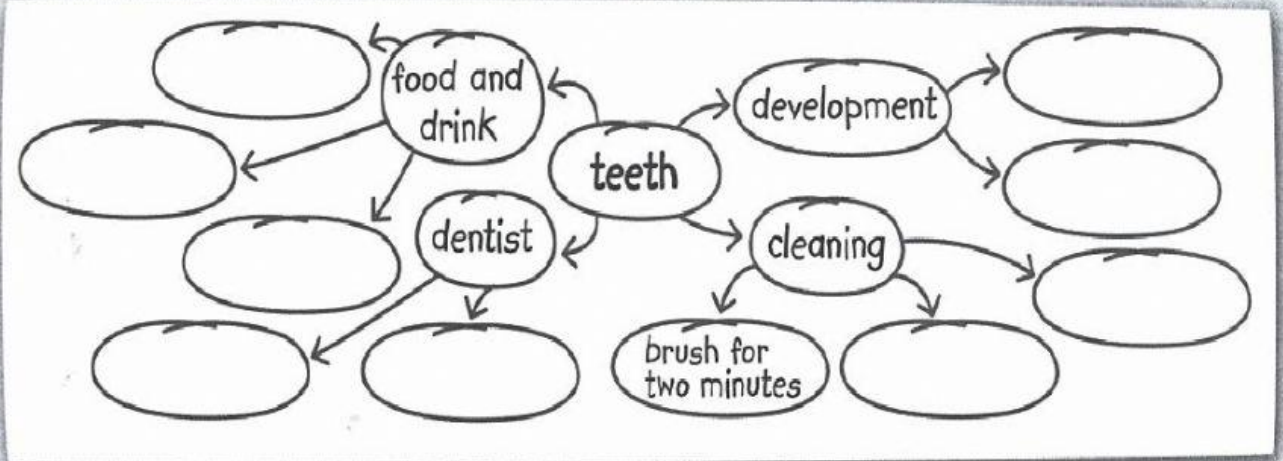 food and
drink
teeth
development
dentist
cleaning
brush for
two minutes